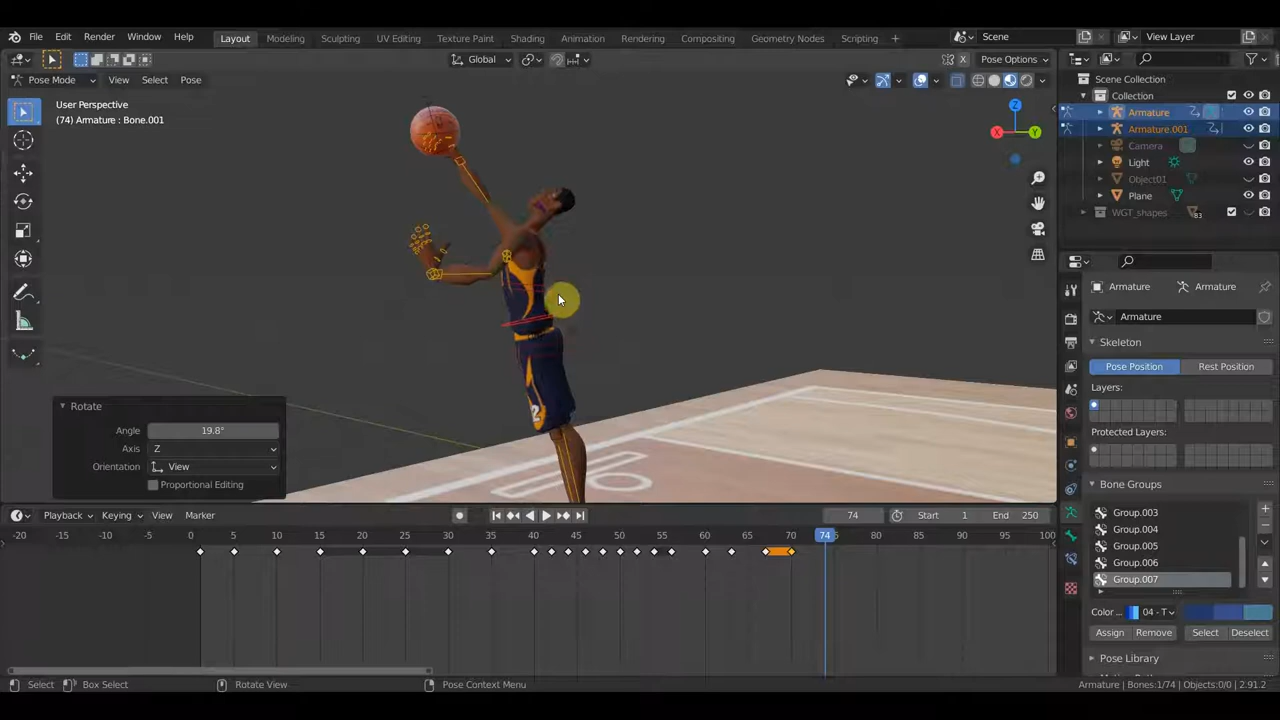 File Edit Render Window Help Layout Modeling Sculpting UV Editing Texture Paint Shading Animation Rendering Compositing Geometry Nodes Scripting + Scene View Layer
Global Pose Options
Pose Mode View Select Pose
User Perspective
(74) Armature : Bone.001
Z
X Y
Scene Collection
Collection
Armature
Armature.001
Camera
Light
Object01
Plane
WGT_shapes 83
Armature Armature
Armature
Skeleton
Pose Position Rest Position
Layers:
Protected Layers:
Bone Groups
Group.003
Group.004
Group.005
Group.006
Group.007
Color... 04 - T
Assign Remove Select Deselect
Pose Library
2
Rotate
Angle 19.8°
Axis Z
Orientation View
Proportional Editing
Playback Keying View Marker 74 Start 1 End 250
-20 -15 -10 -5 0 5 10 15 20 25 30 35 40 45 50 55 60 65 70 74 80 85 90 95 100
Select Box Select Rotate View Pose Context Menu Armature | Bones:1/74 | Objects:0/0 | 2.91.2